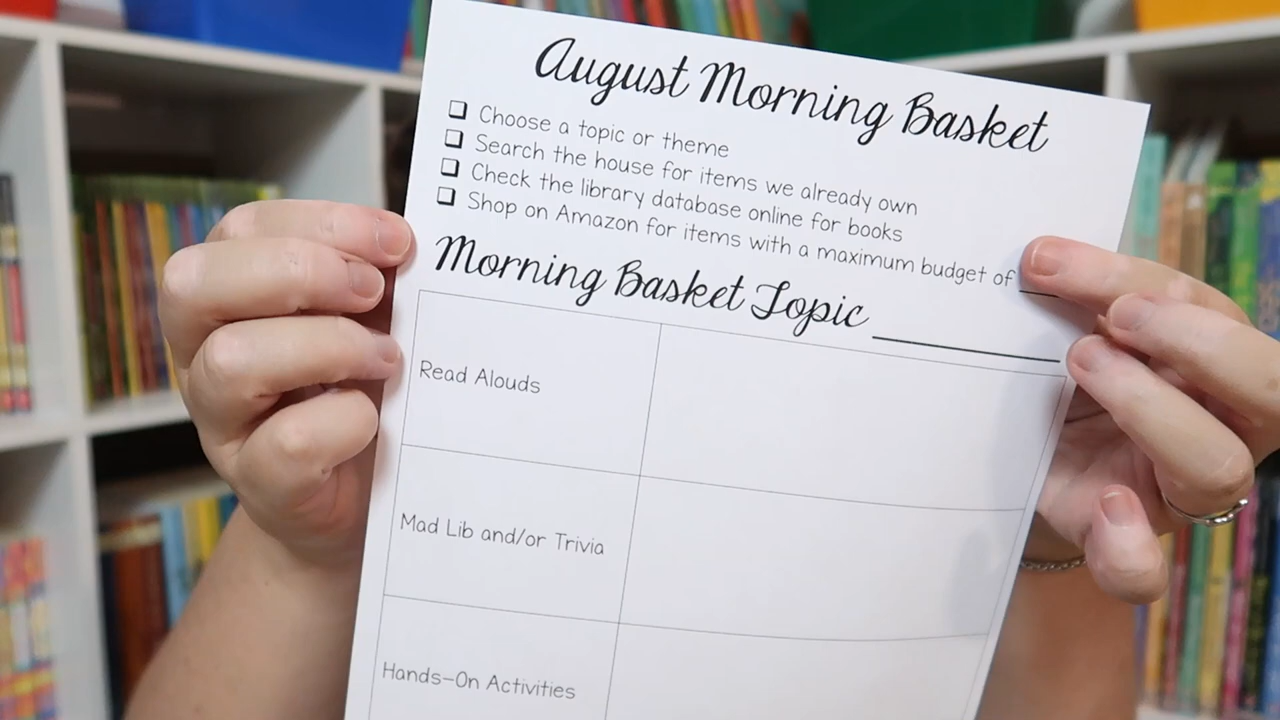 August Morning Basket
Choose a topic or theme
Search the house for items we already own
Check the library database online for books
Shop on Amazon for items with a maximum budget of
Morning Basket Topic
Read Alouds
Mad Lib and/or Trivia
Hands-On Activities